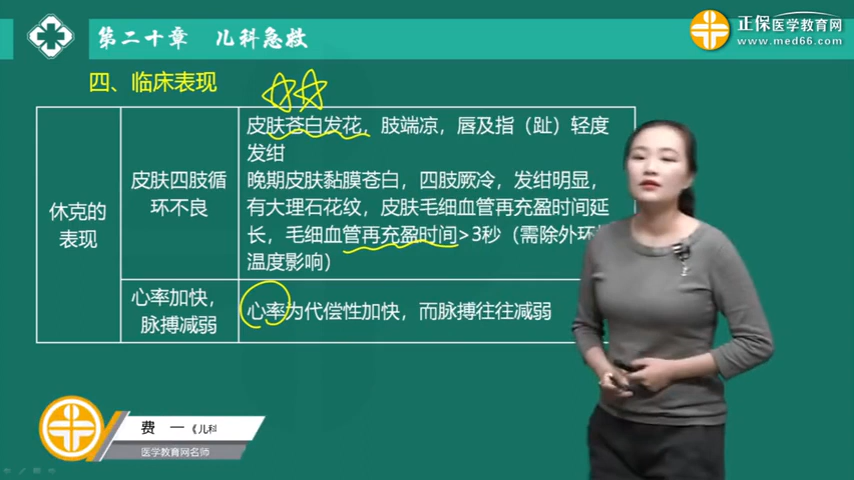 第二十章 儿科急救
正保医学教育网
www.med66.com
四、临床表现
休克的
表现
皮肤四肢循
环不良
皮肤苍白发花，肢端凉，唇及指（趾）轻度
发绀
晚期皮肤黏膜苍白，四肢厥冷，发绀明显，
有大理石花纹，皮肤毛细血管再充盈时间延
长，毛细血管再充盈时间>3秒（需除外环
温度影响）
心率加快，
脉搏减弱
心率为代偿性加快，而脉搏往往减弱
费 一 《儿科
医学教育网名师